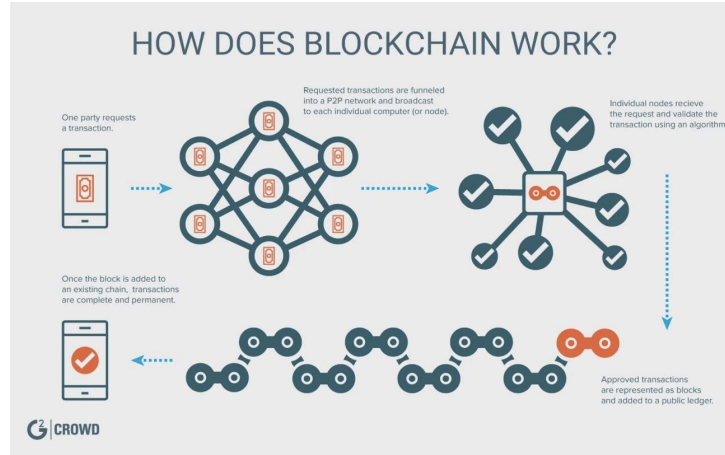 HOW DOES BLOCKCHAIN WORK?
One party requests
a transaction.
Requested transactions are funneled
into a P2P network and broadcast
to each individual computer (or node).
Individual nodes recieve
the request and validate the
transaction using an algorithm
Once the block is added to
an existing chain, transactions
are complete and permanent.
Approved transactions
are represented as blocks
and added to a public ledger.
G2 CROWD